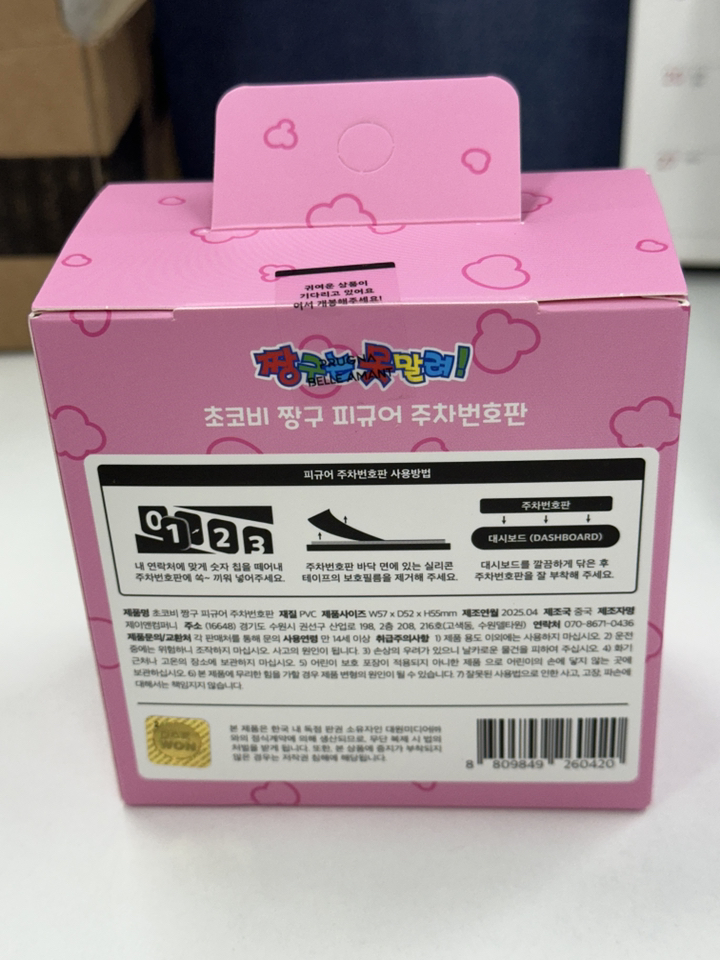 귀여운 상품이
기다리고 있어요
어서 개봉해주세요!
짱구는 못말려!
PRUGNA
BELLE AMANT
초코비 짱구 피규어 주차번호판
피규어 주차번호판 사용방법
0 1 - 2 3
내 연락처에 맞게 숫자 칩을 떼어내
주차번호판에 쏙~ 끼워 넣어주세요.
주차번호판 바닥 면에 있는 실리콘
테이프의 보호필름을 제거해 주세요.
주차번호판
대시보드 (DASHBOARD)
대시보드를 깔끔하게 닦은 후
주차번호판을 잘 부착해 주세요.
제품명 초코비 짱구 피규어 주차번호판 재질 PVC 제품사이즈 W57 x D52 x H55mm 제조연월 2025.04 제조국 중국 제조자명
제이앤컴퍼니 주소 (16648) 경기도 수원시 권선구 산업로 198, 2층 208, 216호(고색동, 수원델타원) 연락처 070-8671-0436
제품문의/교환처 각 판매처를 통해 문의 사용연령 만 14세 이상 취급주의사항 1) 제품 용도 이외에는 사용하지 마십시오. 2) 운전
중에는 위험하니 조작하지 마십시오. 사고의 원인이 됩니다. 3) 손상의 우려가 있으니 날카로운 물건을 피하여 주십시오. 4) 화기
근처나 고온의 장소에 보관하지 마십시오. 5) 어린이 보호 포장이 적용되지 아니한 제품 으로 어린이의 손에 닿지 않는 곳에
보관하십시오. 6) 본 제품에 무리한 힘을 가할 경우 제품 변형의 원인이 될 수 있습니다. 7) 잘못된 사용법으로 인한 사고, 고장, 파손에
대해서는 책임지지 않습니다.
WON
본 제품은 한국 내 독점 판권 소유자인 대원미디어㈜
와의 정식계약에 의해 생산되므로, 무단 복제 시 법의
처벌을 받게 됩니다. 또한, 본 상품에 증지가 부착되지
않은 경우는 저작권 침해에 해당됩니다.
8 809849 260420